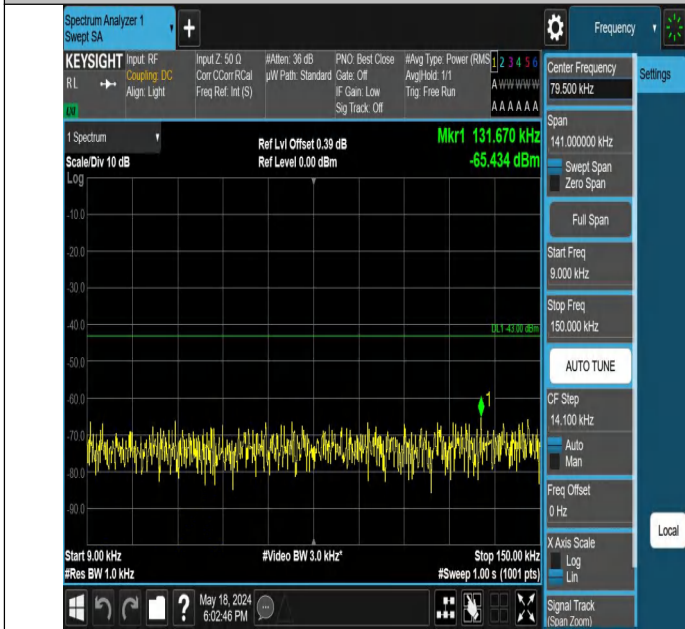 Spectrum Analyzer 1
Swept SA
+
Frequency
KEYSIGHT
RL
LXI
Input: RF
Coupling: DC
Align: Light
Input Z: 50 Ω
Corr CCorr RCal
Freq Ref: Int (S)
#Atten: 36 dB
µW Path: Standard
PNO: Best Close
Gate: Off
IF Gain: Low
Sig Track: Off
#Avg Type: Power (RMS
Avg|Hold: 1/1
Trig: Free Run
1 2 3 4 5 6
A W W W W W
A A A A A A
Center Frequency
79.500 kHz
Settings
Span
141.000000 kHz
Swept Span
Zero Span
Full Span
Start Freq
9.000 kHz
Stop Freq
150.000 kHz
AUTO TUNE
CF Step
14.100 kHz
Auto
Man
Freq Offset
0 Hz
X Axis Scale
Log
Lin
Signal Track
(Span Zoom)
Local
1 Spectrum
Scale/Div 10 dB
Ref Lvl Offset 0.39 dB
Ref Level 0.00 dBm
Mkr1 131.670 kHz
-65.434 dBm
Log
-10.0
-20.0
-30.0
-40.0
-50.0
-60.0
-70.0
-80.0
-90.0
DL1 -43.00 dBm
1
Start 9.00 kHz
#Res BW 1.0 kHz
#Video BW 3.0 kHz*
Stop 150.00 kHz
#Sweep 1.00 s (1001 pts)
?
May 18, 2024
6:02:46 PM